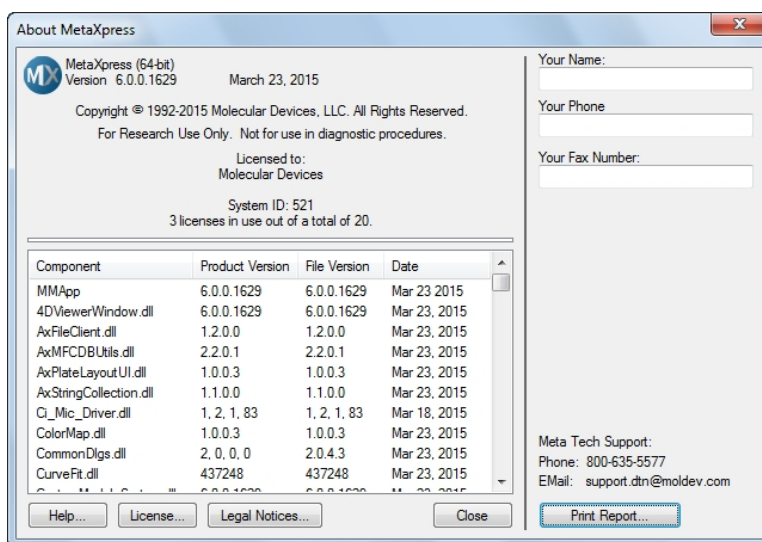 About MetaXpress
MX
MetaXpress (64-bit)
Version 6.0.0.1629 March 23, 2015
Copyright © 1992-2015 Molecular Devices, LLC. All Rights Reserved.
For Research Use Only. Not for use in diagnostic procedures.
Licensed to:
Molecular Devices
System ID: 521
3 licenses in use out of a total of 20.
Component Product Version File Version Date
MMApp 6.0.0.1629 6.0.0.1629 Mar 23 2015
4DViewerWindow.dll 6.0.0.1629 6.0.0.1629 Mar 23, 2015
AxFileClient.dll 1.2.0.0 1.2.0.0 Mar 23, 2015
AxMFCDBUtils.dll 2.2.0.1 2.2.0.1 Mar 23, 2015
AxPlateLayoutUI.dll 1.0.0.3 1.0.0.3 Mar 23, 2015
AxStringCollection.dll 1.1.0.0 1.1.0.0 Mar 23, 2015
Ci_Mic_Driver.dll 1, 2, 1, 83 1, 2, 1, 83 Mar 18, 2015
ColorMap.dll 1.0.0.3 1.0.0.3 Mar 23, 2015
CommonDlgs.dll 2, 0, 0, 0 2.0.4.3 Mar 23, 2015
CurveFit.dll 437248 437248 Mar 23, 2015
Help... License... Legal Notices... Close
Your Name:
Your Phone
Your Fax Number:
Meta Tech Support:
Phone: 800-635-5577
EMail: support.dtn@moldev.com
Print Report...